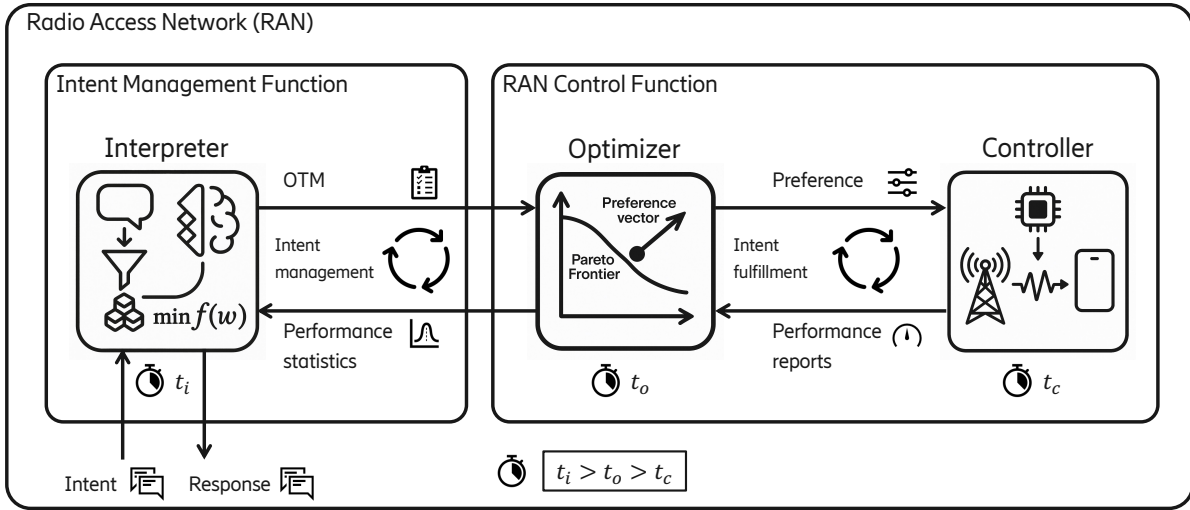 Radio Access Network (RAN)
Intent Management Function
RAN Control Function
Interpreter
Optimizer
Controller
OTM
Preference
Preference
vector
Pareto
Frontier
Intent
management
Intent
fulfillment
min f(w)
Performance
statistics
Performance
reports
t_i
t_o
t_c
Intent
Response
t_i > t_o > t_c